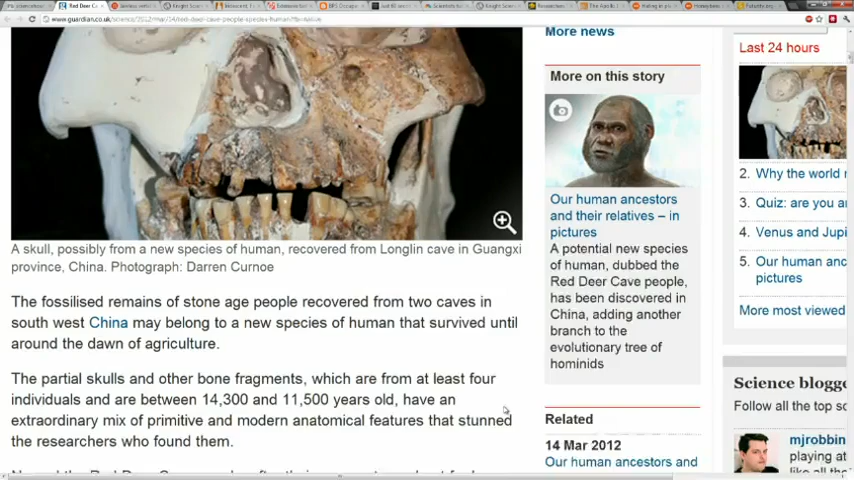 Red Deer Cav
www.guardian.co.uk/science/2012/mar/14/red-deer-cave-people-species-human
A skull, possibly from a new species of human, recovered from Longlin cave in Guangxi
province, China. Photograph: Darren Curnoe
The fossilised remains of stone age people recovered from two caves in
south west China may belong to a new species of human that survived until
around the dawn of agriculture.
The partial skulls and other bone fragments, which are from at least four
individuals and are between 14,300 and 11,500 years old, have an
extraordinary mix of primitive and modern anatomical features that stunned
the researchers who found them.
More news
More on this story
Our human ancestors
and their relatives – in
pictures
A potential new species
of human, dubbed the
Red Deer Cave people,
has been discovered in
China, adding another
branch to the
evolutionary tree of
hominids
Related
14 Mar 2012
Our human ancestors and
Last 24 hours
2. Why the world
3. Quiz: are you a
4. Venus and Jupi
5. Our human anc
pictures
More most viewed
Science blogge
Follow all the top sc
mjrobbin
playing at
like all the